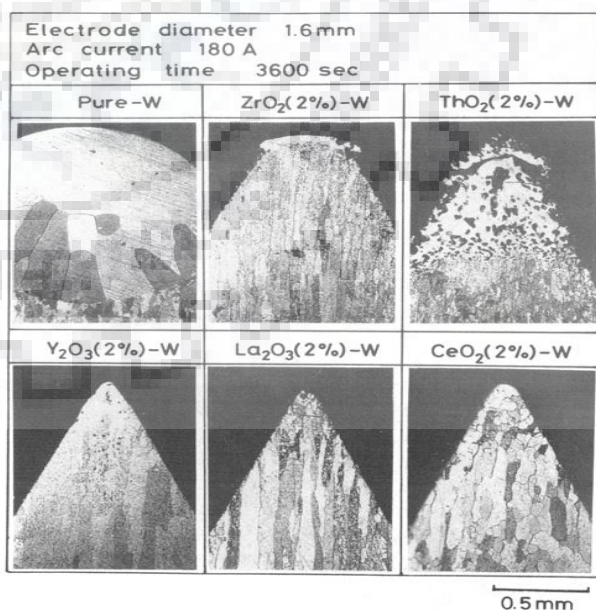 Electrode diameter 1.6mm
Arc current 180 A
Operating time 3600 sec
Pure-W ZrO₂(2%)-W ThO₂(2%)-W
Y₂O₃(2%)-W La₂O₃(2%)-W CeO₂(2%)-W
0.5mm